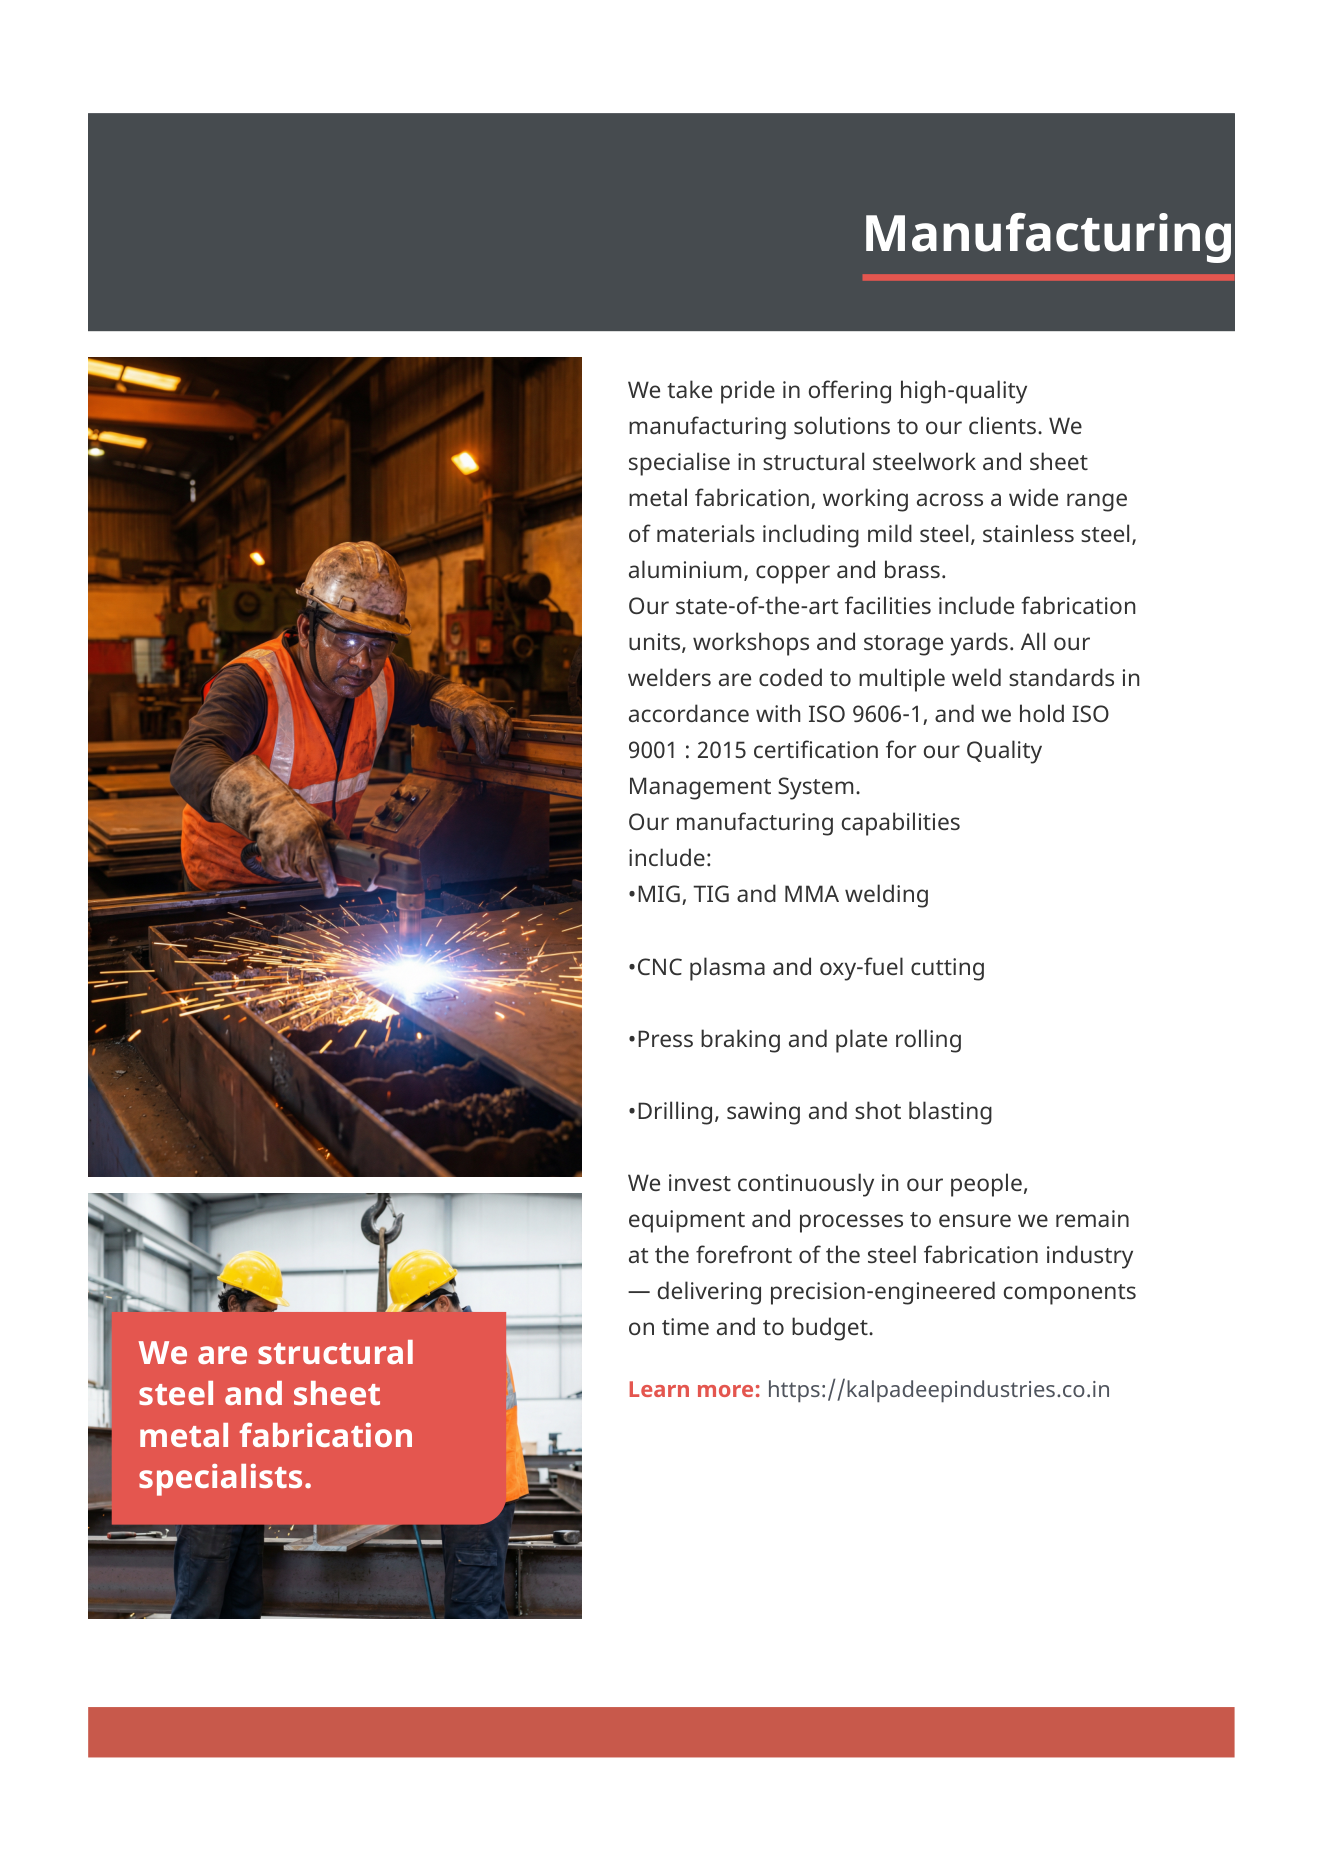 Manufacturing
We take pride in offering high-quality
manufacturing solutions to our clients. We
specialise in structural steelwork and sheet
metal fabrication, working across a wide range
of materials including mild steel, stainless steel,
aluminium, copper and brass.
Our state-of-the-art facilities include fabrication
units, workshops and storage yards. All our
welders are coded to multiple weld standards in
accordance with ISO 9606-1, and we hold ISO
9001 : 2015 certification for our Quality
Management System.
Our manufacturing capabilities
include:
•MIG, TIG and MMA welding
•CNC plasma and oxy-fuel cutting
•Press braking and plate rolling
•Drilling, sawing and shot blasting
We invest continuously in our people,
equipment and processes to ensure we remain
at the forefront of the steel fabrication industry
— delivering precision-engineered components
on time and to budget.
Learn more: https://kalpadeepindustries.co.in
We are structural
steel and sheet
metal fabrication
specialists.